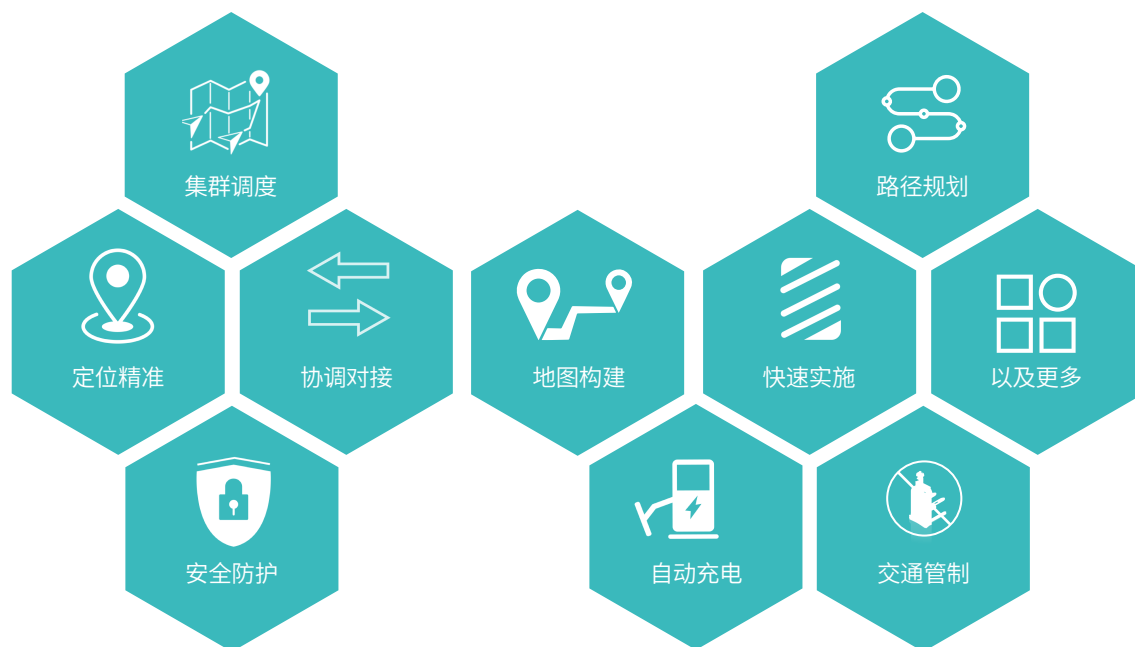 集群调度
路径规划
定位精准
协调对接
地图构建
快速实施
以及更多
安全防护
自动充电
交通管制